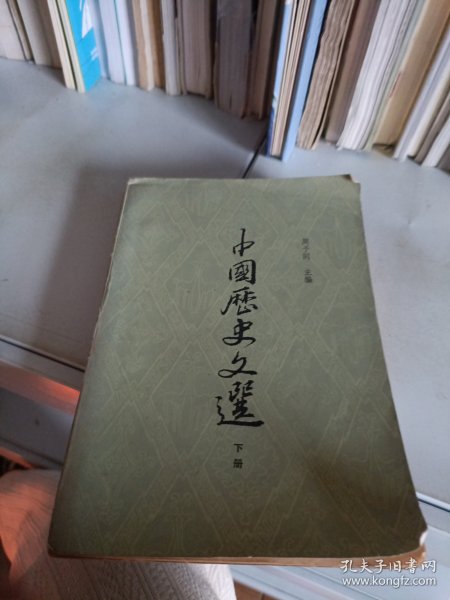 周予同 主编
中國歷史文選
下册
孔夫子旧书网
www.kongfz.com